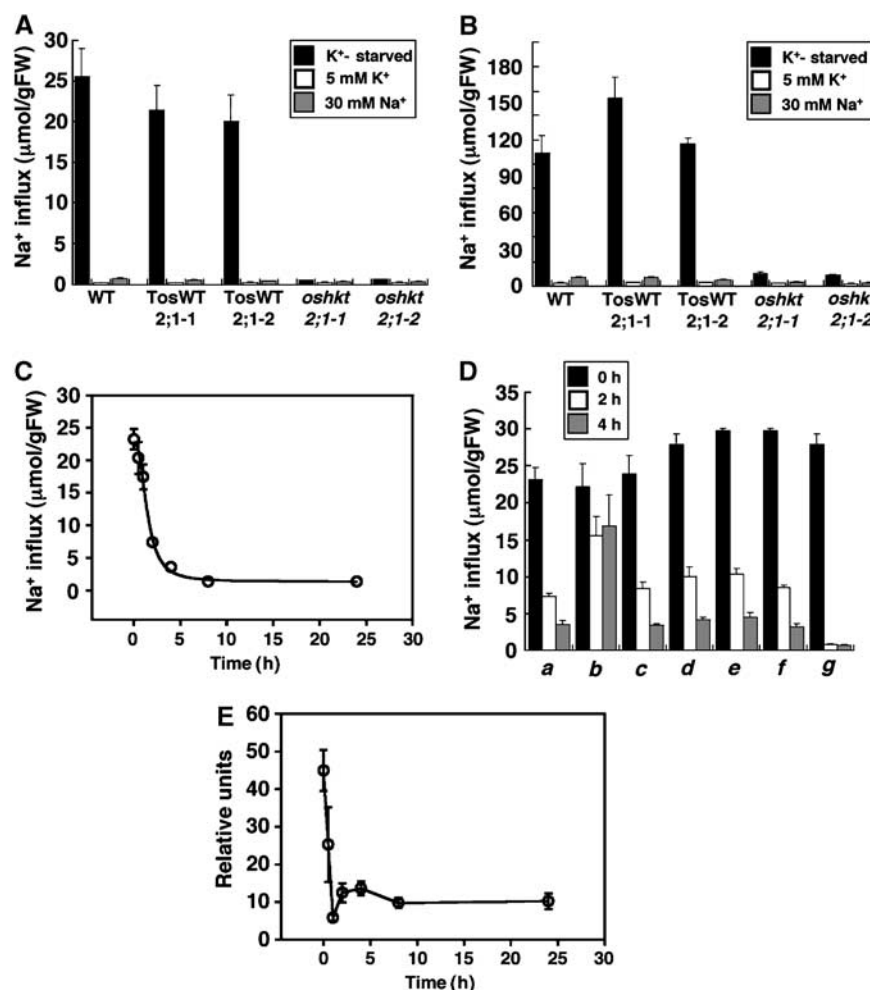 A
Na⁺ influx (μmol/gFW)
30
25
20
15
10
5
0
K⁺- starved
5 mM K⁺
30 mM Na⁺
WT
TosWT
2;1-1
TosWT
2;1-2
oshkt
2;1-1
oshkt
2;1-2
B
Na⁺ influx (μmol/gFW)
180
150
120
90
60
30
0
K⁺- starved
5 mM K⁺
30 mM Na⁺
WT
TosWT
2;1-1
TosWT
2;1-2
oshkt
2;1-1
oshkt
2;1-2
C
Na⁺ influx (μmol/gFW)
30
25
20
15
10
5
0
0 5 10 15 20 25 30
Time (h)
D
Na⁺ influx (μmol/gFW)
35
30
25
20
15
10
5
0
0 h
2 h
4 h
a b c d e f g
E
Relative units
60
50
40
30
20
10
0
0 5 10 15 20 25 30
Time (h)